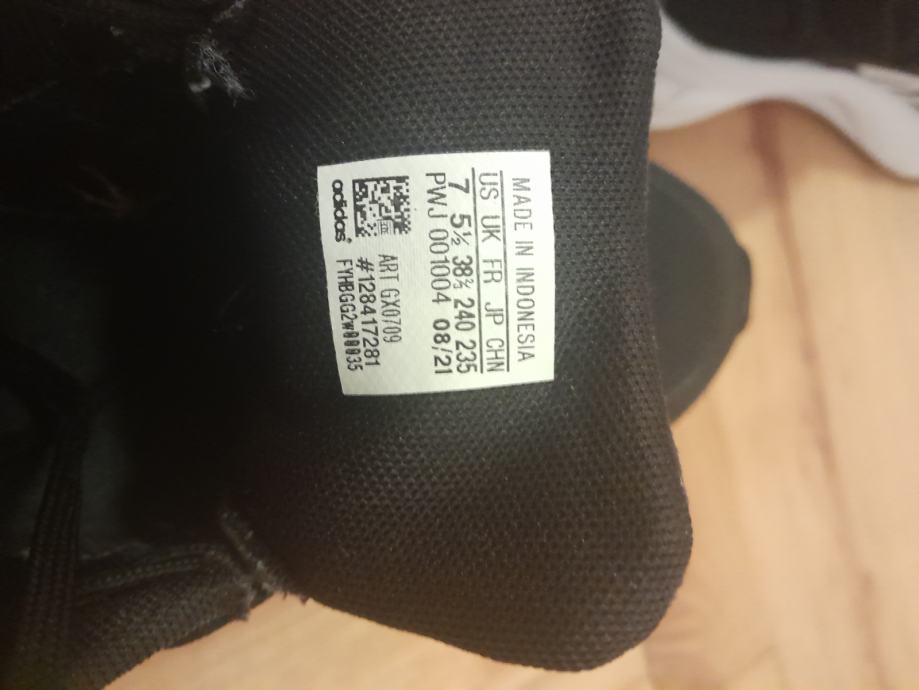 MADE IN INDONESIA
US UK FR JP CHN
7 5½ 38⅔ 240 235
PWJ 001004 08/21
ART GX0709
#128417281
adidas®